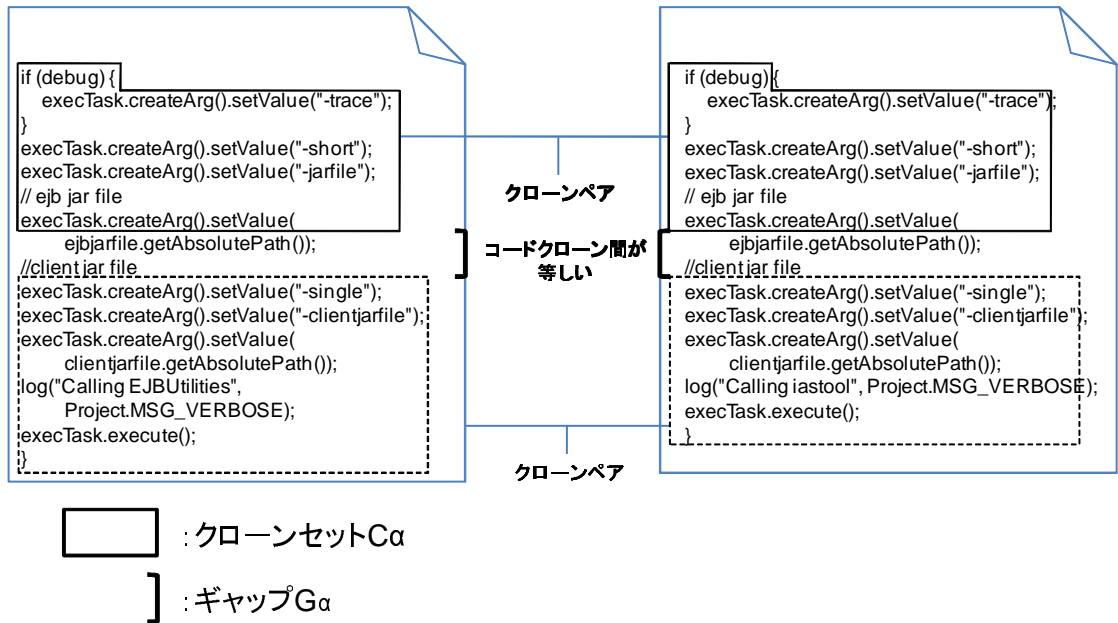 if (debug) {
execTask.createArg().setValue("-trace");
}
execTask.createArg().setValue("-short");
execTask.createArg().setValue("-jarfile");
// ejb jar file
execTask.createArg().setValue(
ejbjarfile.getAbsolutePath());
//client jar file
execTask.createArg().setValue("-single");
execTask.createArg().setValue("-clientjarfile");
execTask.createArg().setValue(
clientjarfile.getAbsolutePath());
log("Calling EJBUtilities",
Project.MSG_VERBOSE);
execTask.execute();
}
クローンペア
コードクローン間が
等しい
クローンペア
if (debug) {
execTask.createArg().setValue("-trace");
}
execTask.createArg().setValue("-short");
execTask.createArg().setValue("-jarfile");
// ejb jar file
execTask.createArg().setValue(
ejbjarfile.getAbsolutePath());
//client jar file
execTask.createArg().setValue("-single");
execTask.createArg().setValue("-clientjarfile");
execTask.createArg().setValue(
clientjarfile.getAbsolutePath());
log("Calling iastool", Project.MSG_VERBOSE);
execTask.execute();
}
:クローンセットCα
:ギャップGα